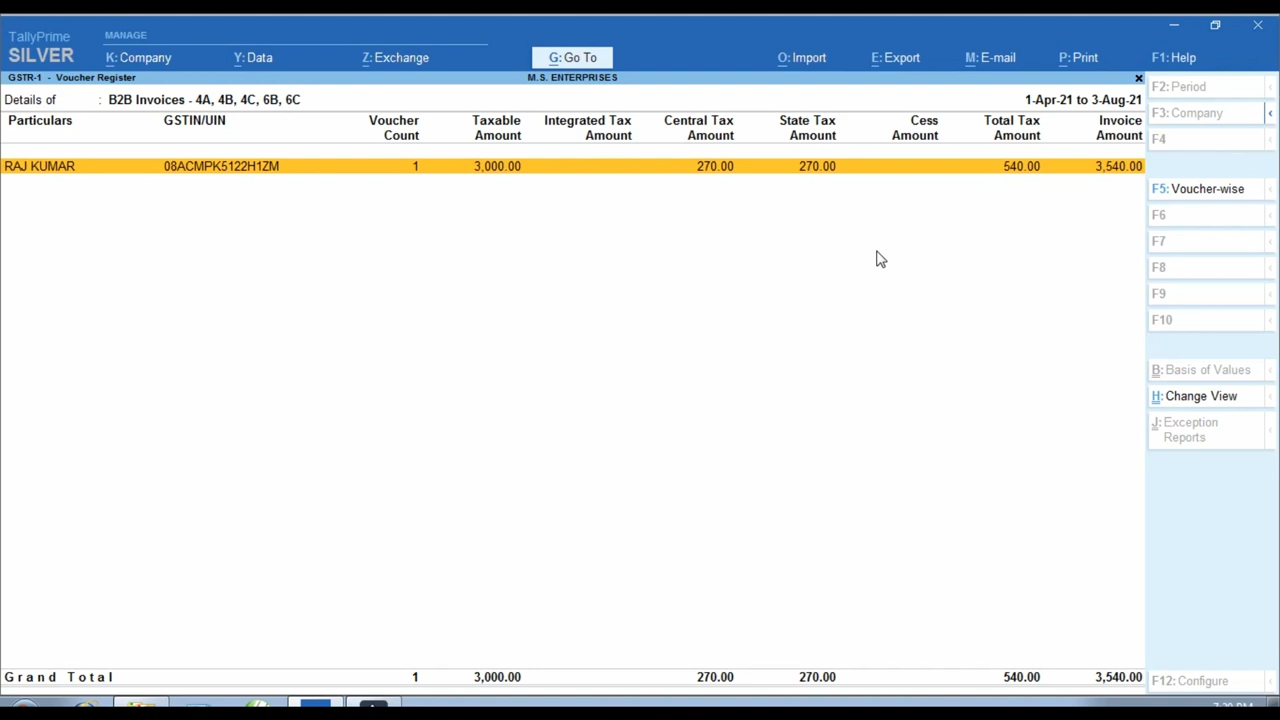 TallyPrime
SILVER
MANAGE
K: Company
Y: Data
Z: Exchange
G: Go To
O: Import
E: Export
M: E-mail
P: Print
F1: Help
GSTR-1 - Voucher Register
M.S. ENTERPRISES
Details of : B2B Invoices - 4A, 4B, 4C, 6B, 6C
1-Apr-21 to 3-Aug-21
Particulars GSTIN/UIN Voucher Taxable Integrated Tax Central Tax State Tax Cess Total Tax Invoice
Count Amount Amount Amount Amount Amount Amount Amount
RAJ KUMAR 08ACMPK5122H1ZM 1 3,000.00 270.00 270.00 540.00 3,540.00
Grand Total 1 3,000.00 270.00 270.00 540.00 3,540.00
F2: Period
F3: Company
F4
F5: Voucher-wise
F6
F7
F8
F9
F10
B: Basis of Values
H: Change View
J: Exception
Reports
F12: Configure